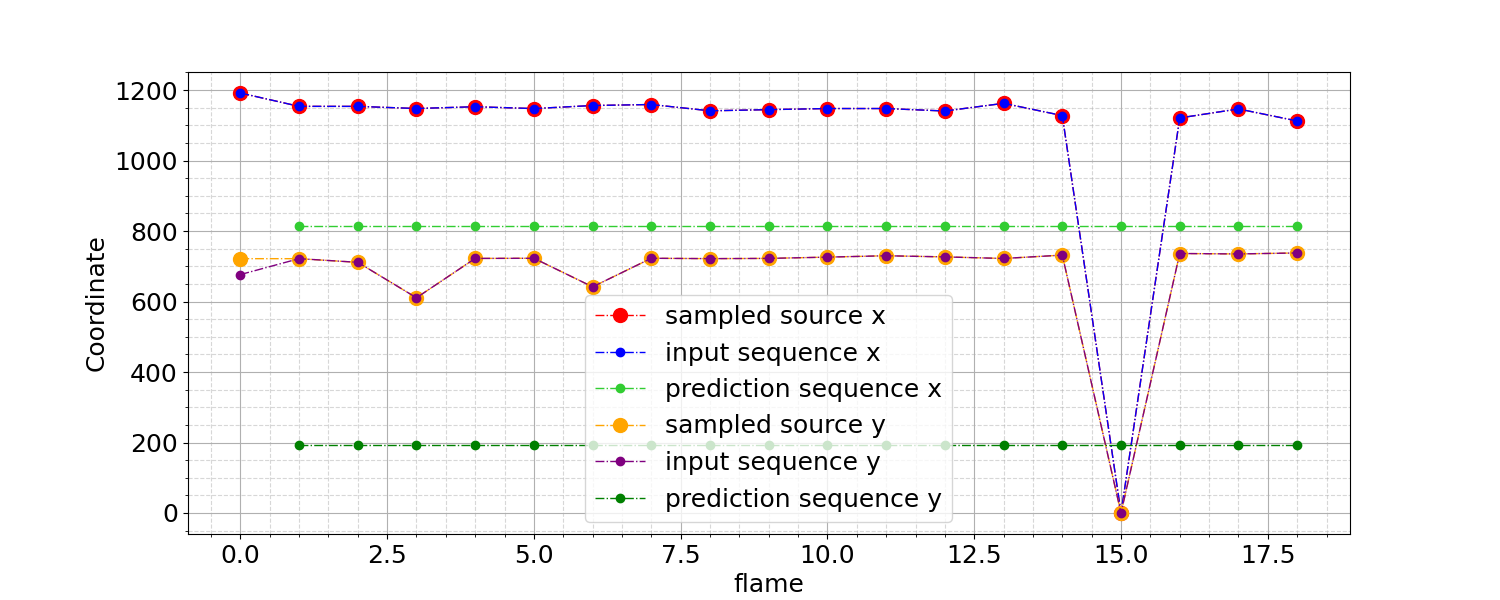 1200
1000
800
600
400
200
0
Coordinate
sampled source x
input sequence x
prediction sequence x
sampled source y
input sequence y
prediction sequence y
0.0 2.5 5.0 7.5 10.0 12.5 15.0 17.5
flame